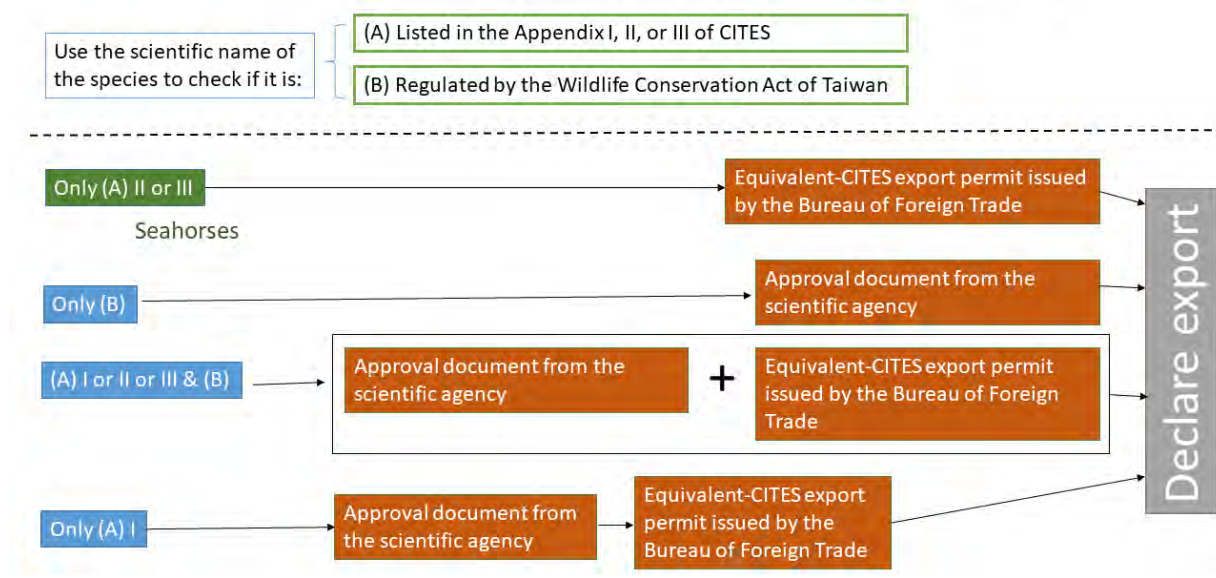 Use the scientific name of
the species to check if it is:
(A) Listed in the Appendix I, II, or III of CITES
(B) Regulated by the Wildlife Conservation Act of Taiwan
Only (A) II or III
Seahorses
Equivalent-CITES export permit issued
by the Bureau of Foreign Trade
Only (B)
Approval document from the
scientific agency
(A) I or II or III & (B)
Approval document from the
scientific agency
+
Equivalent-CITES export permit
issued by the Bureau of Foreign
Trade
Only (A) I
Approval document from
the scientific agency
Equivalent-CITES export
permit issued by the
Bureau of Foreign Trade
Declare export